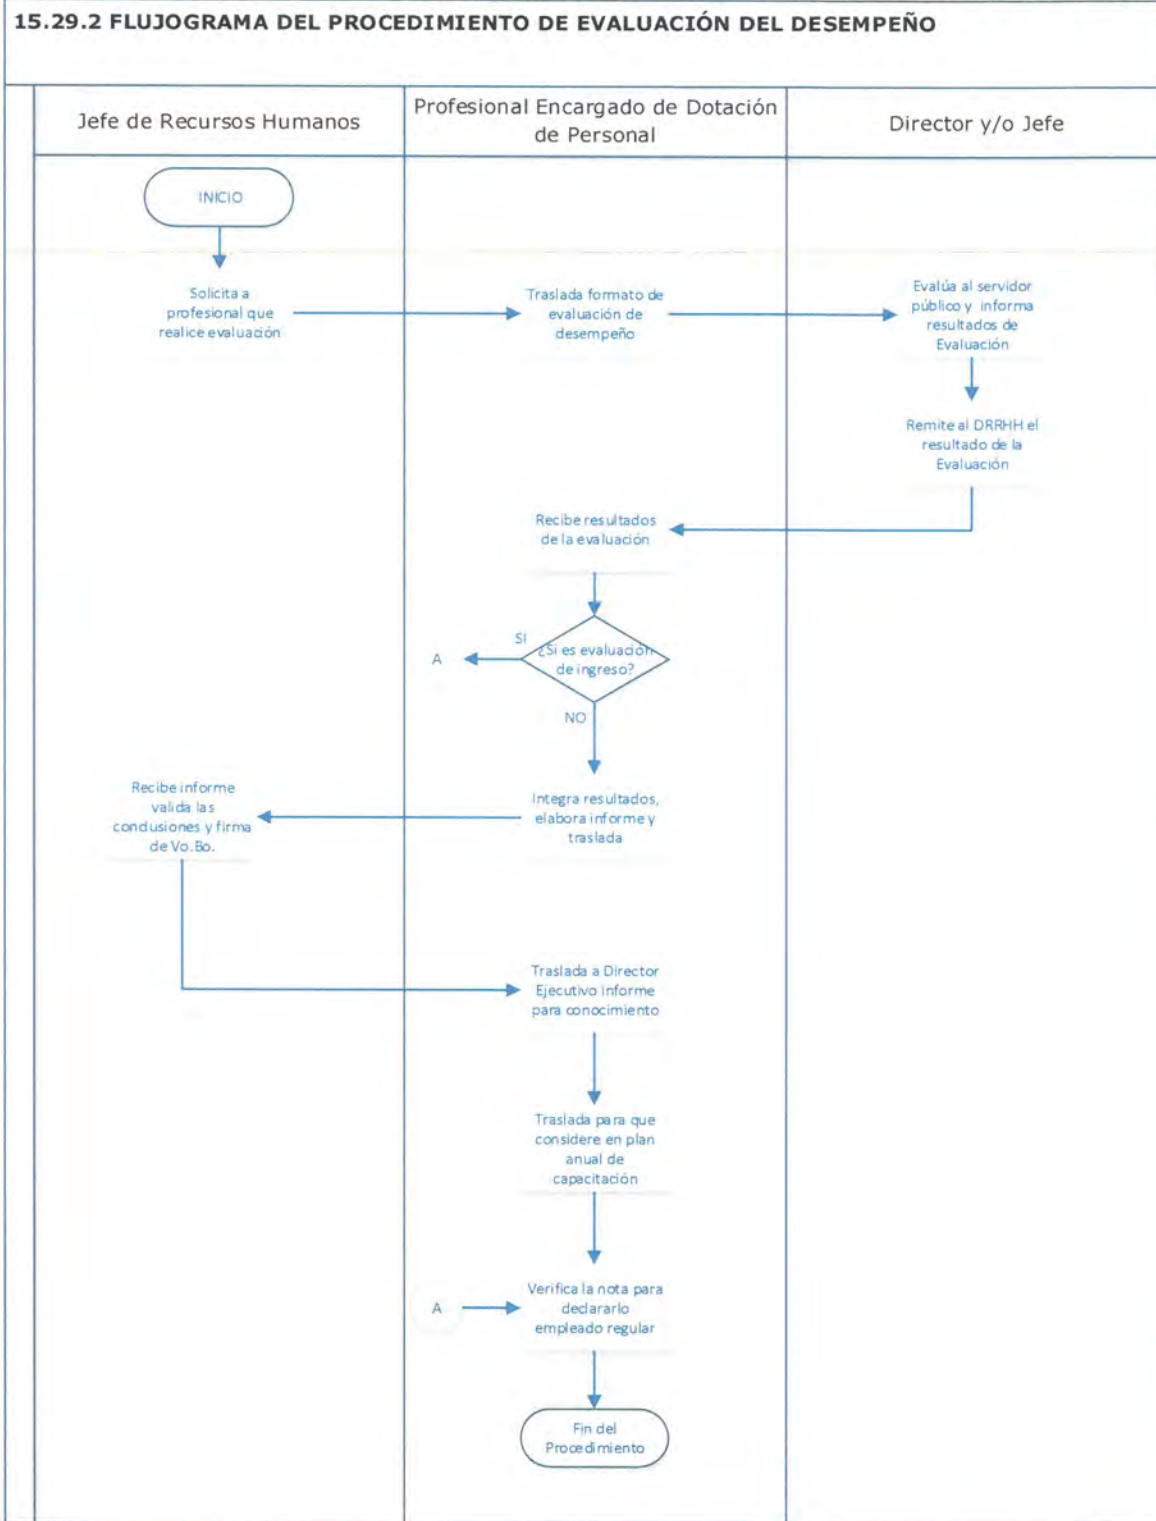 15.29.2 FLUJOGRAMA DEL PROCEDIMIENTO DE EVALUACIÓN DEL DESEMPEÑO
Jefe de Recursos Humanos
Profesional Encargado de Dotación
de Personal
Director y/o Jefe
INICIO
Solicita a
profesional que
realice evaluación
Traslada formato de
evaluación de
desempeño
Evalúa al servidor
público y informa
resultados de
Evaluación
Remite al DRRHH el
resultado de la
Evaluación
Recibe resultados
de la evaluación
SI
¿Si es evaluación
de ingreso?
A
NO
Integra resultados,
elabora informe y
traslada
Recibe informe
valida las
conclusiones y firma
de Vo.Bo.
Traslada a Director
Ejecutivo informe
para conocimiento
Traslada para que
considere en plan
anual de
capacitación
A
Verifica la nota para
declararlo
empleado regular
Fin del
Procedimiento